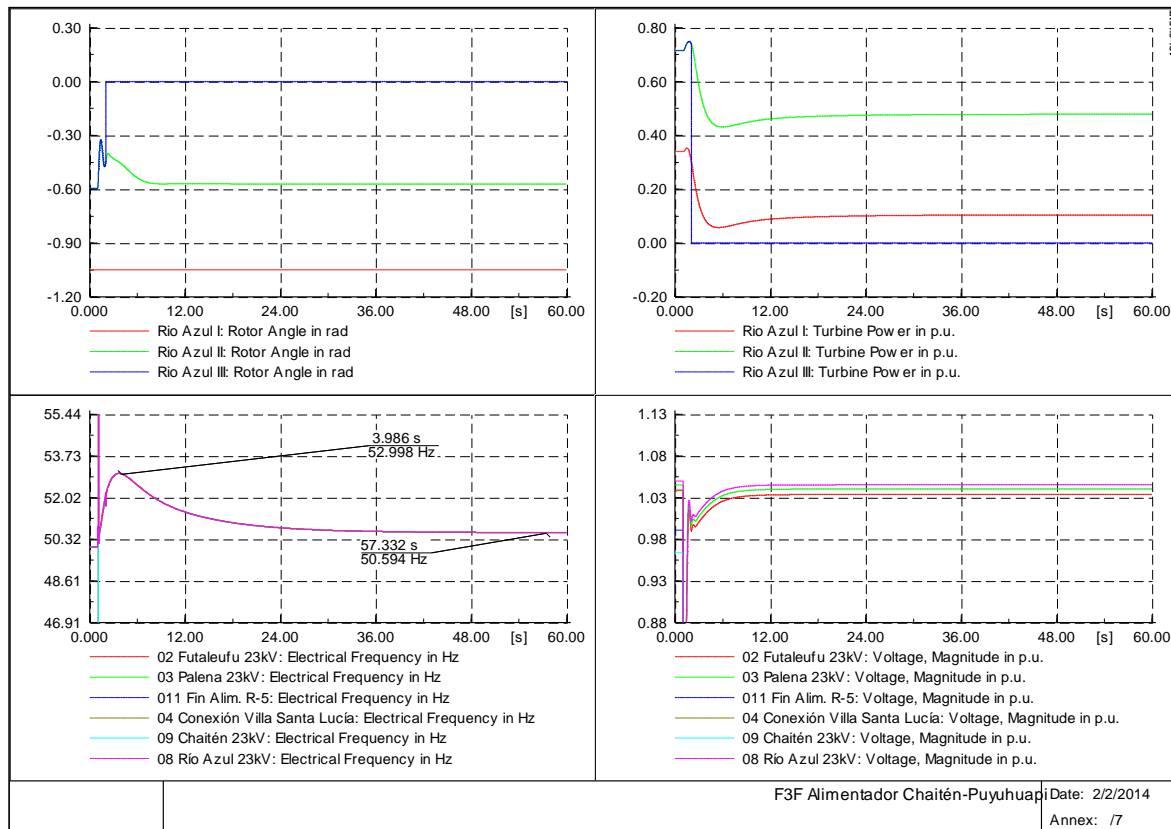 0.30
0.00
-0.30
-0.60
-0.90
-1.20
0.000 12.00 24.00 36.00 48.00 [s] 60.00
Rio Azul I: Rotor Angle in rad
Rio Azul II: Rotor Angle in rad
Rio Azul III: Rotor Angle in rad
0.80
0.60
0.40
0.20
0.00
-0.20
0.000 12.00 24.00 36.00 48.00 [s] 60.00
Rio Azul I: Turbine Power in p.u.
Rio Azul II: Turbine Power in p.u.
Rio Azul III: Turbine Power in p.u.
55.44
53.73
52.02
50.32
48.61
46.91
0.000 12.00 24.00 36.00 48.00 [s] 60.00
3.986 s
52.998 Hz
57.332 s
50.594 Hz
02 Futaleufu 23kV: Electrical Frequency in Hz
03 Palena 23kV: Electrical Frequency in Hz
011 Fin Alim. R-5: Electrical Frequency in Hz
04 Conexión Villa Santa Lucía: Electrical Frequency in Hz
09 Chaitén 23kV: Electrical Frequency in Hz
08 Río Azul 23kV: Electrical Frequency in Hz
1.13
1.08
1.03
0.98
0.93
0.88
0.000 12.00 24.00 36.00 48.00 [s] 60.00
02 Futaleufu 23kV: Voltage, Magnitude in p.u.
03 Palena 23kV: Voltage, Magnitude in p.u.
011 Fin Alim. R-5: Voltage, Magnitude in p.u.
04 Conexión Villa Santa Lucía: Voltage, Magnitude in p.u.
09 Chaitén 23kV: Voltage, Magnitude in p.u.
08 Río Azul 23kV: Voltage, Magnitude in p.u.
F3F Alimentador Chaitén-Puyuhuapi
Date: 2/2/2014
Annex: /7